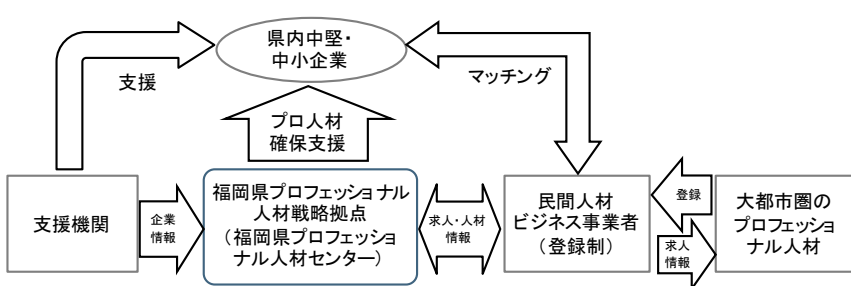 県内中堅・
中小企業
支援
マッチング
プロ人材
確保支援
支援機関
企業
情報
福岡県プロフェッショナル
人材戦略拠点
（福岡県プロフェッショ
ナル人材センター）
求人・人材
情報
民間人材
ビジネス事業者
（登録制）
登録
求人
情報
大都市圏の
プロフェッショ
ナル人材